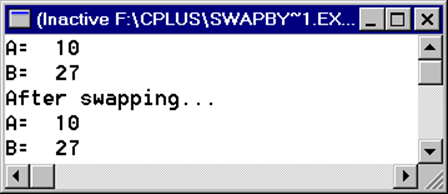 (Inactive F:\CPLUS\SWAPBY~1.EX...
A=  10
B=  27
After swapping...
A=  10
B=  27